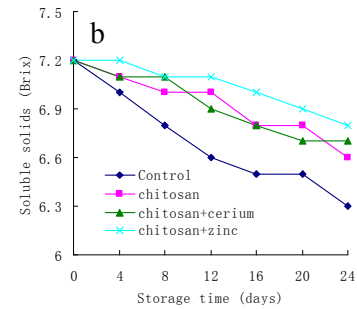 b
7.5
7.2
6.9
6.6
6.3
6
Soluble solids (Brix)
Control
chitosan
chitosan+cerium
chitosan+zinc
0 4 8 12 16 20 24
Storage time (days)